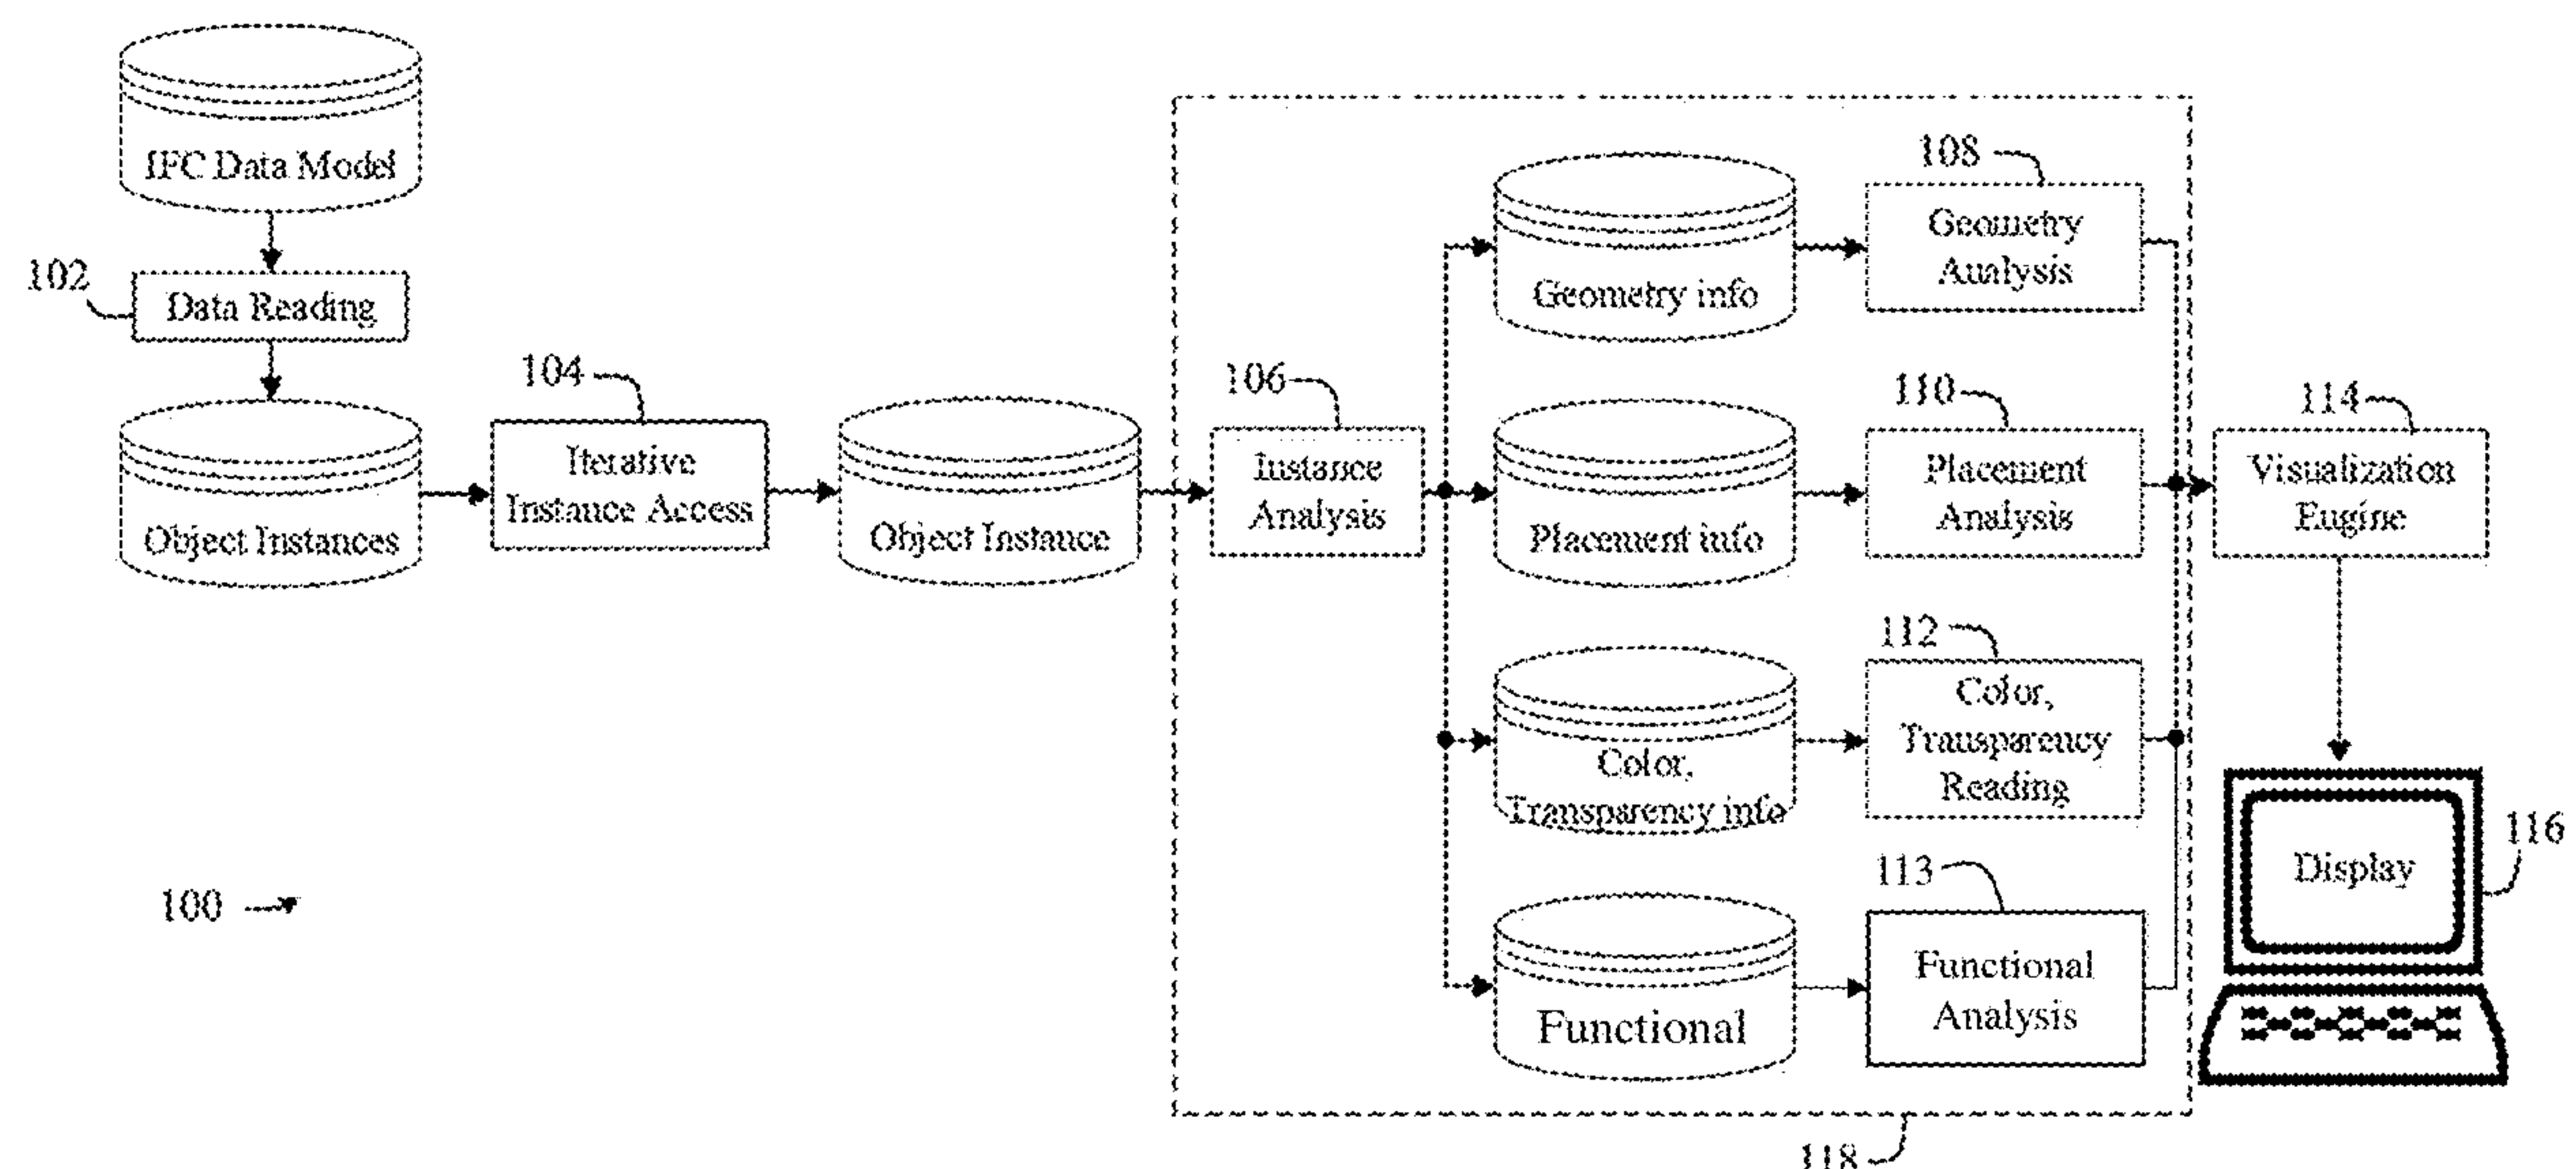 IFC Data Model
102
Data Reading
Object Instances
104
Iterative
Instance Access
Object Instance
106
Instance
Analysis
Geometry info
108
Geometry
Analysis
Placement info
110
Placement
Analysis
Color,
Transparency info
112
Color,
Transparency
Reading
Functional
113
Functional
Analysis
114
Visualization
Engine
Display
116
100
118